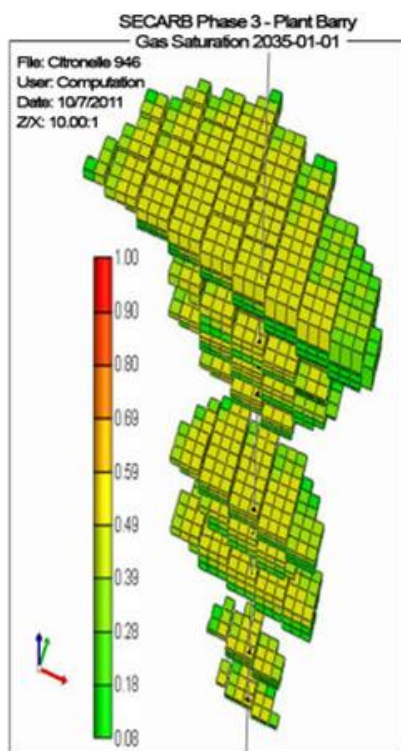 SECARB Phase 3 - Plant Barry
Gas Saturation 2035-01-01
File: Citronelle 946
User: Computation
Date: 10/7/2011
Z/X: 10.00:1
1.00
0.90
0.80
0.69
0.59
0.49
0.39
0.28
0.18
0.08